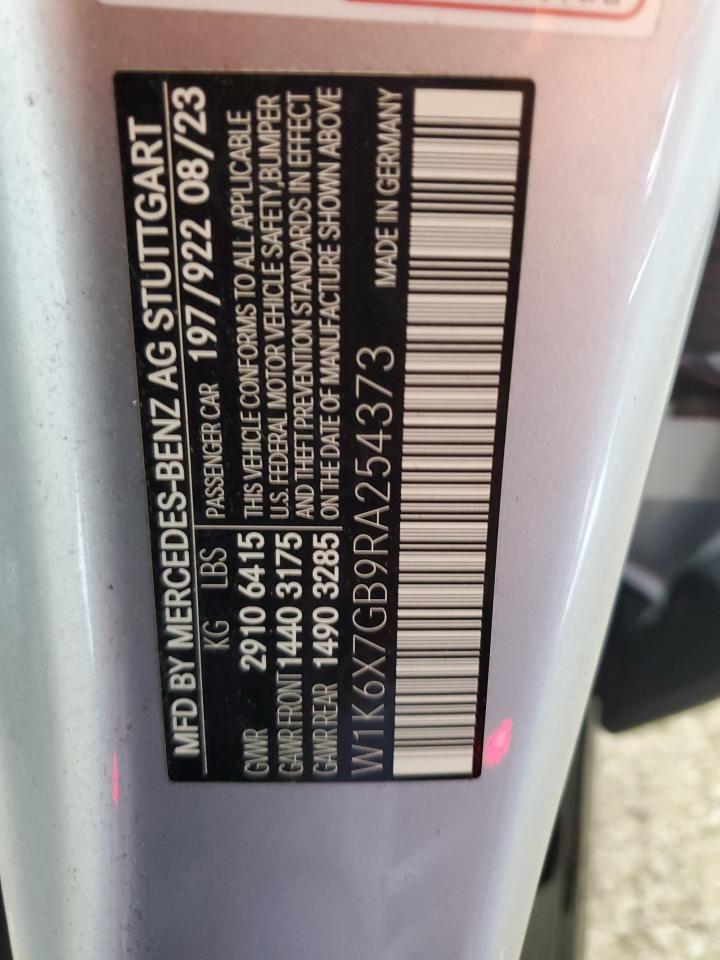 MFD BY MERCEDES-BENZ AG STUTTGART
KG LBS PASSENGER CAR 197/922 08/23
GVWR 2910 6415 THIS VEHICLE CONFORMS TO ALL APPLICABLE
U.S. FEDERAL MOTOR VEHICLE SAFETY,BUMPER
GAWR FRONT 1440 3175 AND THEFT PREVENTION STANDARDS IN EFFECT
GAWR REAR 1490 3285 ON THE DATE OF MANUFACTURE SHOWN ABOVE
W1K6X7GB9RA254373 MADE IN GERMANY